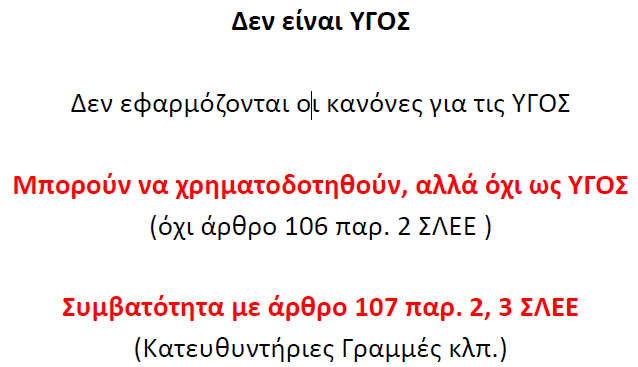 Δεν είναι ΥΓΟΣ
Δεν εφαρμόζονται οι κανόνες για τις ΥΓΟΣ
Μπορούν να χρηματοδοτηθούν, αλλά όχι ως ΥΓΟΣ
(όχι άρθρο 106 παρ. 2 ΣΛΕΕ )
Συμβατότητα με άρθρο 107 παρ. 2, 3 ΣΛΕΕ
(Κατευθυντήριες Γραμμές κλπ.)